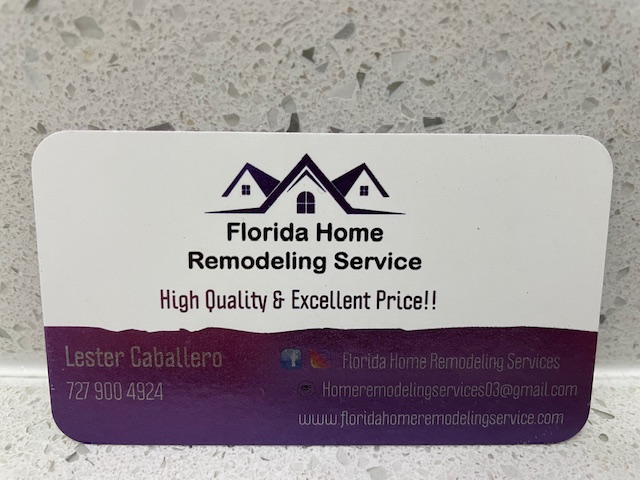 Florida Home
Remodeling Service
High Quality & Excellent Price!!
Lester Caballero
727 900 4924
Florida Home Remodeling Services
Homeremodelingservices03@gmail.com
www.floridahomeremodelingservice.com